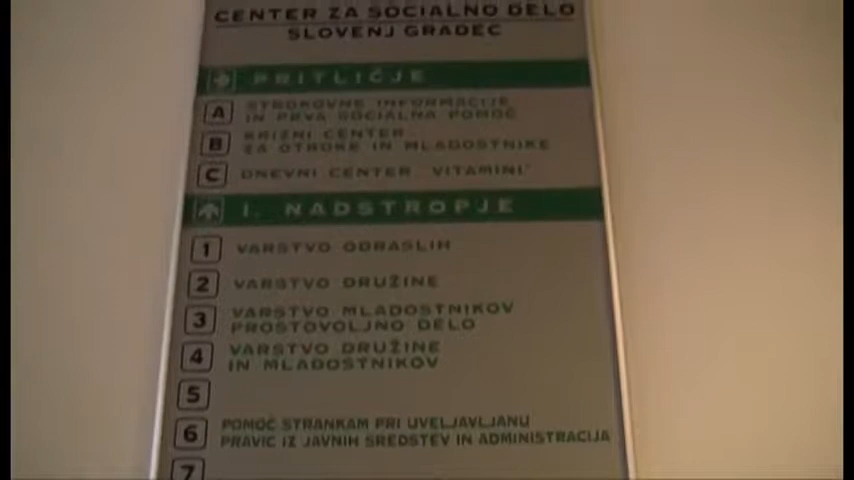 CENTER ZA SOCIALNO DELO
SLOVENJ GRADEC
PRITLIČJE
A STROKOVNE INFORMACIJE
IN PRVA SOCIALNA POMOČ
B KRIZNI CENTER
ZA OTROKE IN MLADOSTNIKE
C DNEVNI CENTER "VITAMINI"
I. NADSTROPJE
1 VARSTVO ODRASLIH
2 VARSTVO DRUŽINE
3 VARSTVO MLADOSTNIKOV
PROSTOVOLJNO DELO
4 VARSTVO DRUŽINE
IN MLADOSTNIKOV
5
6 POMOČ STRANKAM PRI UVELJAVLJANU
PRAVIC IZ JAVNIH SREDSTEV IN ADMINISTRACIJA
7